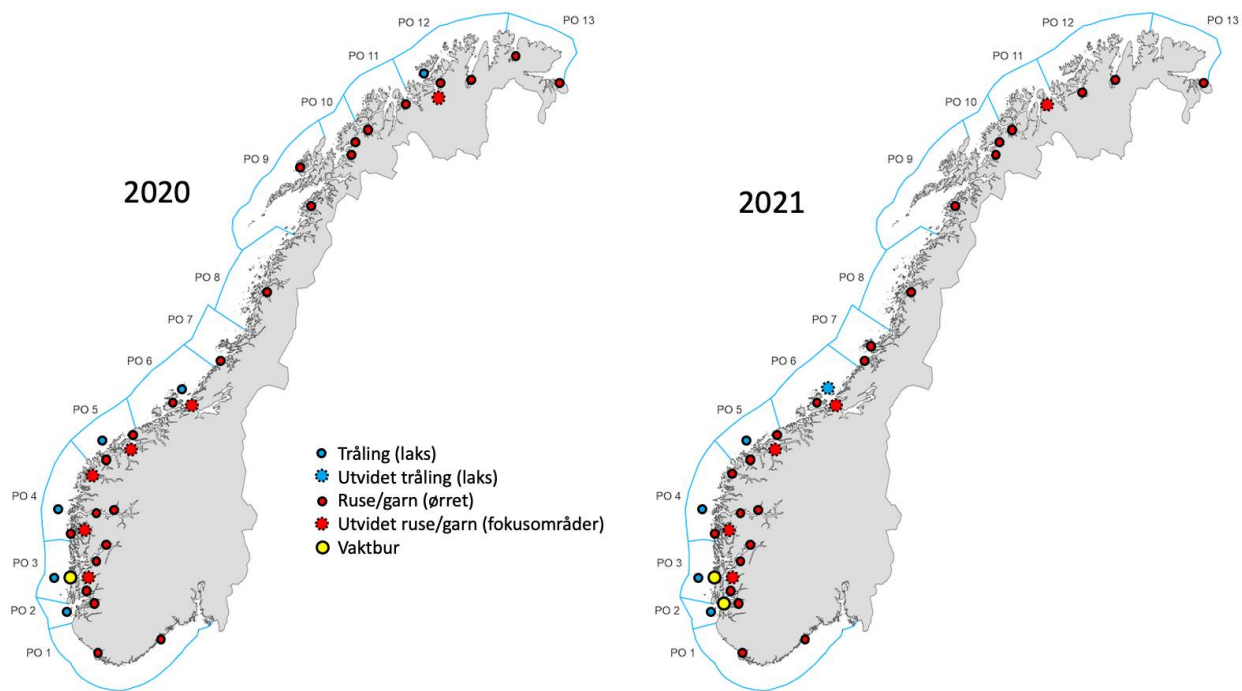 PO 12
PO 13
PO 11
PO 10
PO 9
2020
PO 8
PO 7
PO 6
PO 5
PO 4
PO 3
PO 2
PO 1
Tråling (laks)
Utvidet tråling (laks)
Ruse/garn (ørret)
Utvidet ruse/garn (fokusområder)
Vaktbur
PO 12
PO 13
PO 11
PO 10
PO 9
2021
PO 8
PO 7
PO 6
PO 5
PO 4
PO 3
PO 2
PO 1